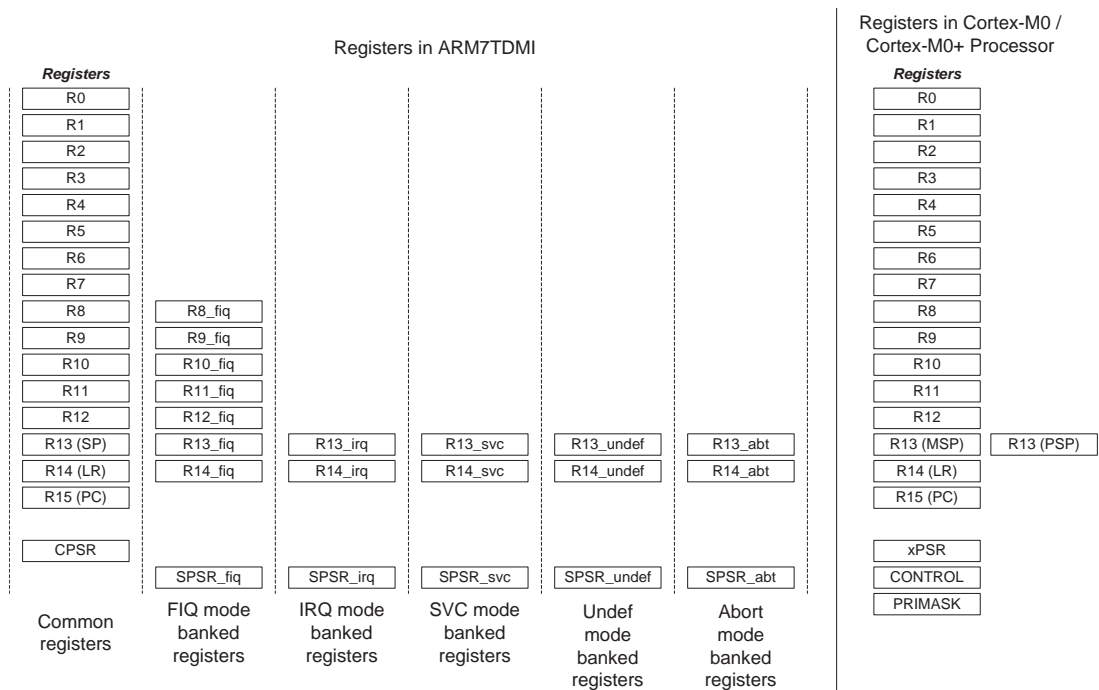 Registers in ARM7TDMI
Registers in Cortex-M0 /
Cortex-M0+ Processor
Registers
Registers
R0
R0
R1
R1
R2
R2
R3
R3
R4
R4
R5
R5
R6
R6
R7
R7
R8 R8_fiq
R8
R9 R9_fiq
R9
R10 R10_fiq
R10
R11 R11_fiq
R11
R12 R12_fiq
R12
R13 (SP) R13_fiq R13_irq R13_svc R13_undef R13_abt
R13 (MSP) R13 (PSP)
R14 (LR) R14_fiq R14_irq R14_svc R14_undef R14_abt
R14 (LR)
R15 (PC)
R15 (PC)
CPSR
xPSR
SPSR_fiq SPSR_irq SPSR_svc SPSR_undef SPSR_abt
CONTROL
PRIMASK
Common
registers
FIQ mode
banked
registers
IRQ mode
banked
registers
SVC mode
banked
registers
Undef
mode
banked
registers
Abort
mode
banked
registers